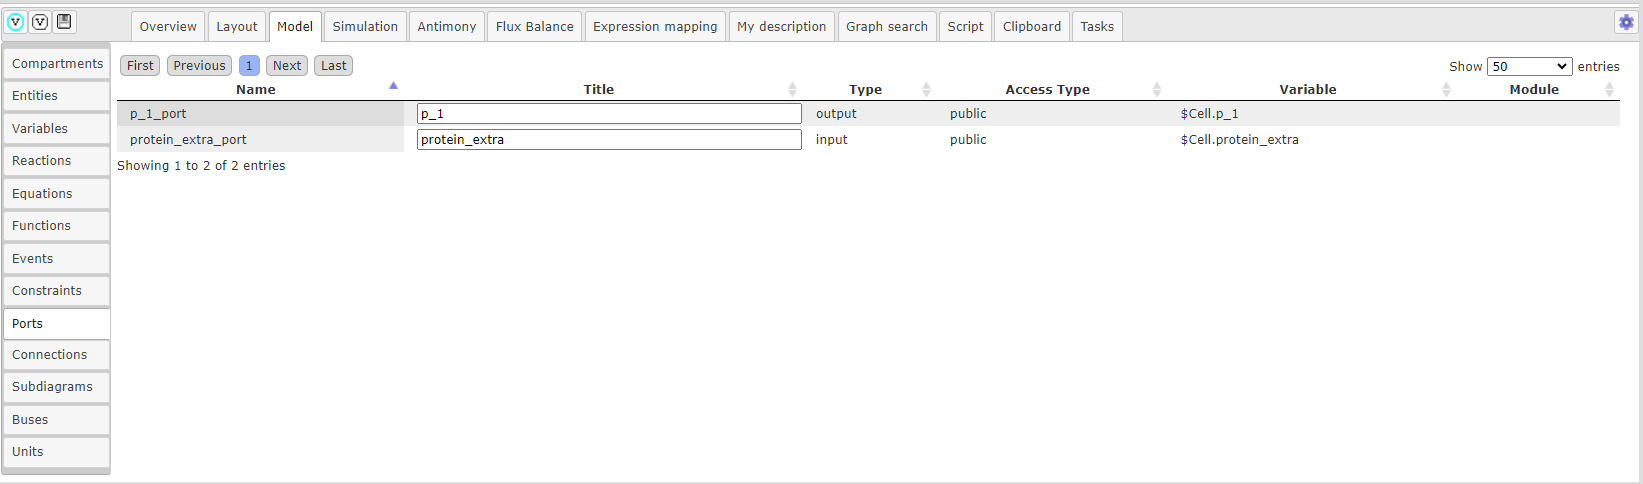 Overview Layout Model Simulation Antimony Flux Balance Expression mapping My description Graph search Script Clipboard Tasks
Compartments
Entities
Variables
Reactions
Equations
Functions
Events
Constraints
Ports
Connections
Subdiagrams
Buses
Units
First Previous 1 Next Last Show 50 entries
Name Title Type Access Type Variable Module
p_1_port p_1 output public $Cell.p_1
protein_extra_port protein_extra input public $Cell.protein_extra
Showing 1 to 2 of 2 entries